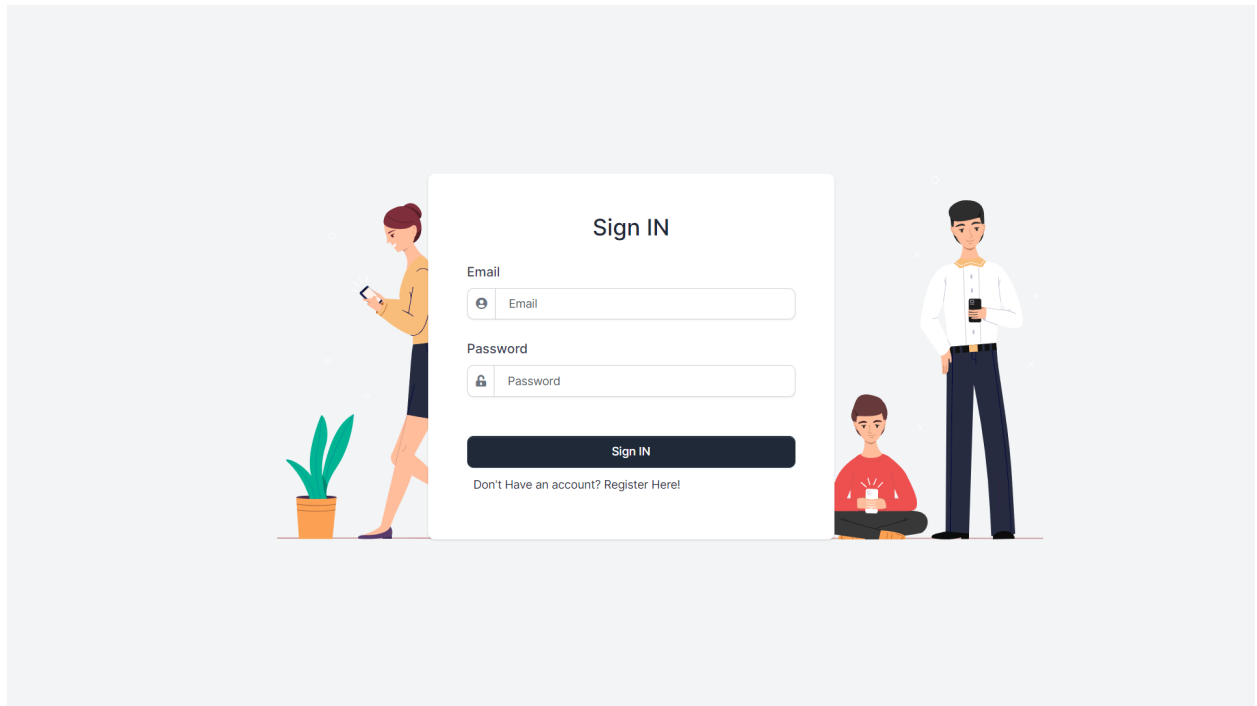 Sign IN
Email
Email
Password
Password
Sign IN
Don't Have an account? Register Here!